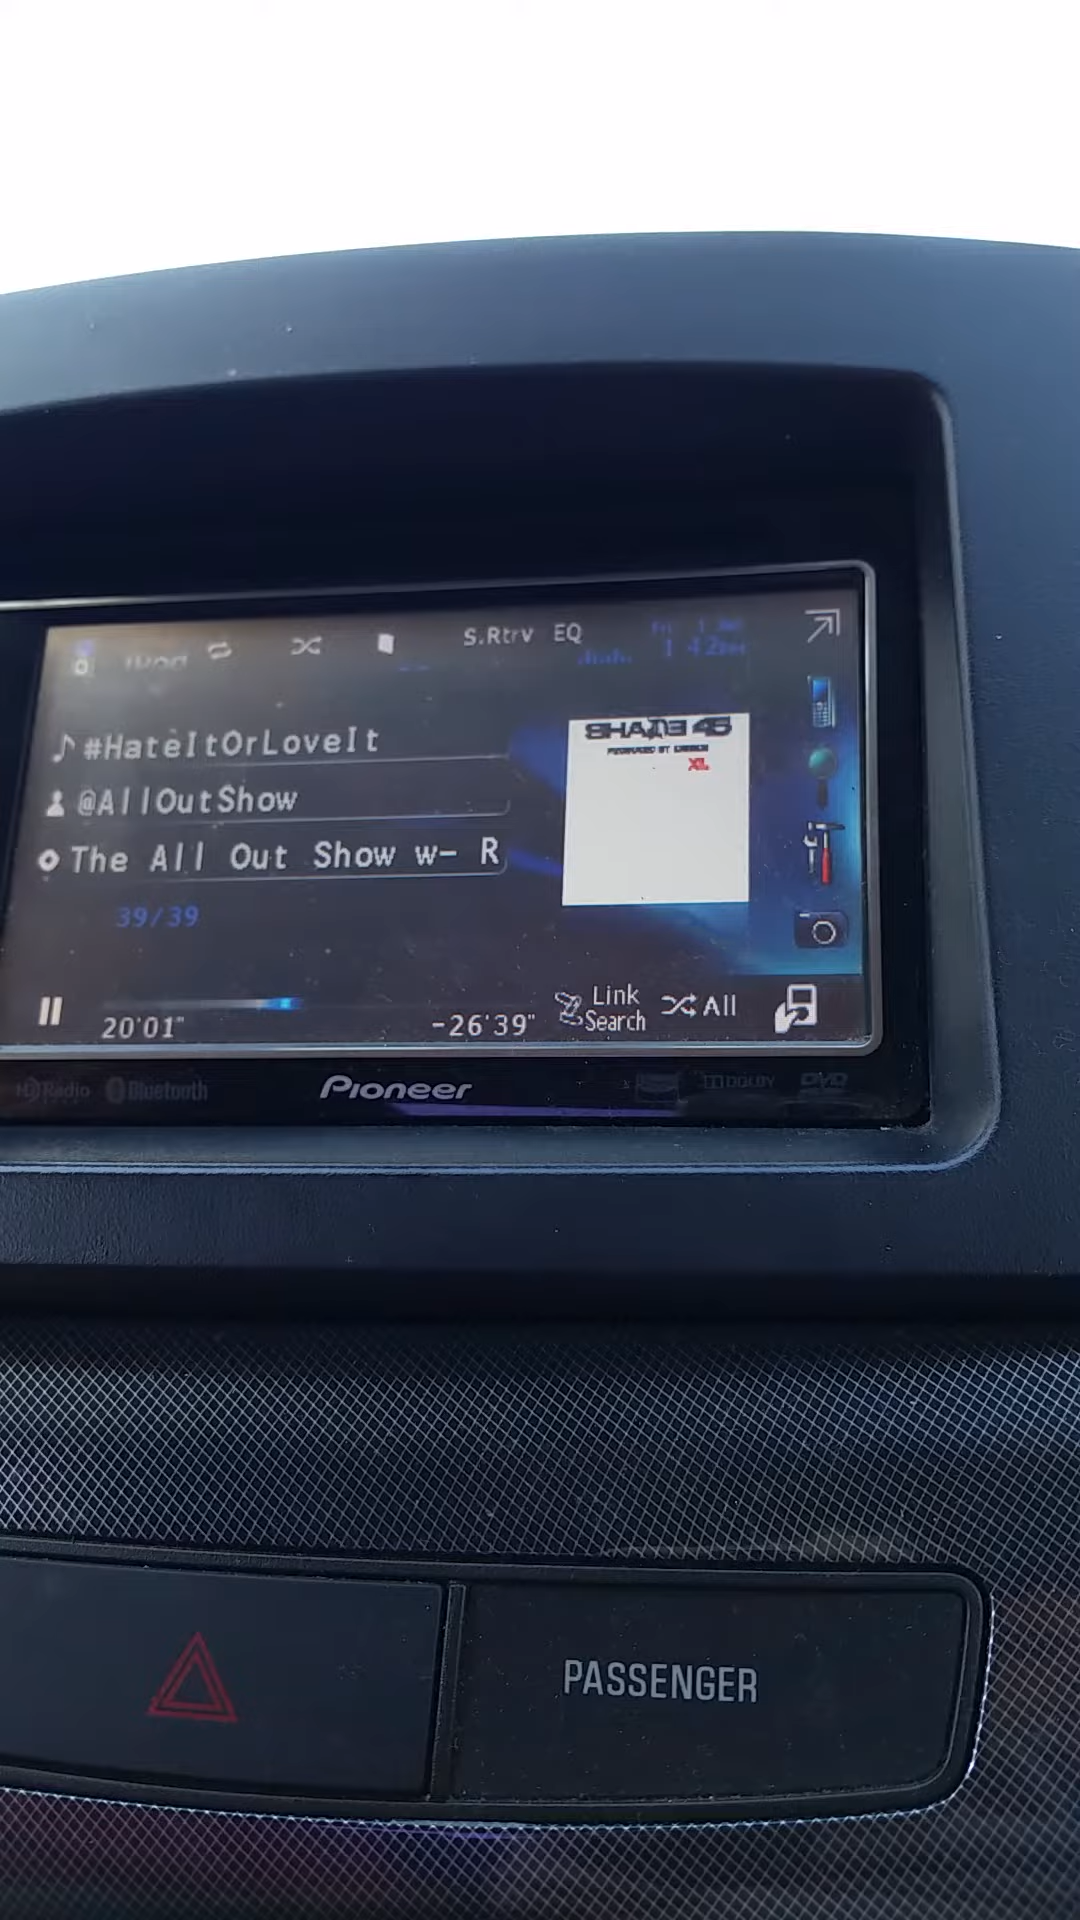 iPod
S.Rtrv EQ
#HateItOrLoveIt
@AllOutShow
The All Out Show w- R
39/39
SHADE 45
XL
20'01"
-26'39"
Link
Search
All
HD Radio
Bluetooth
Pioneer
DOLBY
DVD
PASSENGER